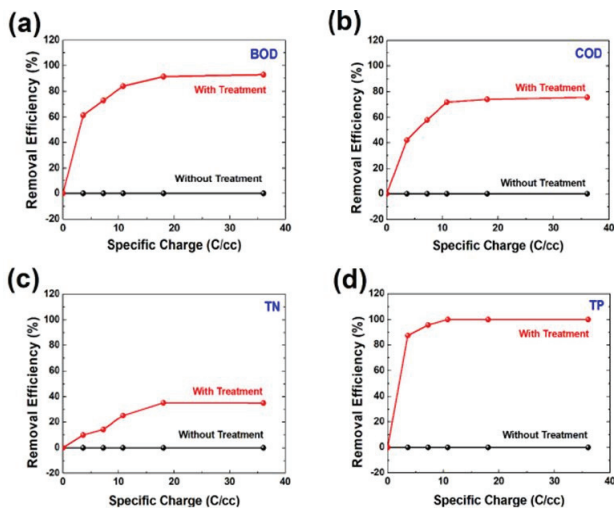 (a)
BOD
With Treatment
Without Treatment
Removal Efficiency (%)
120
100
80
60
40
20
0
-20
0 10 20 30 40
Specific Charge (C/cc)
(b)
COD
With Treatment
Without Treatment
Removal Efficiency (%)
120
100
80
60
40
20
0
-20
0 10 20 30 40
Specific Charge (C/cc)
(c)
TN
With Treatment
Without Treatment
Removal Efficiency (%)
120
100
80
60
40
20
0
-20
0 10 20 30 40
Specific Charge (C/cc)
(d)
TP
With Treatment
Without Treatment
Removal Efficiency (%)
120
100
80
60
40
20
0
-20
0 10 20 30 40
Specific Charge (C/cc)